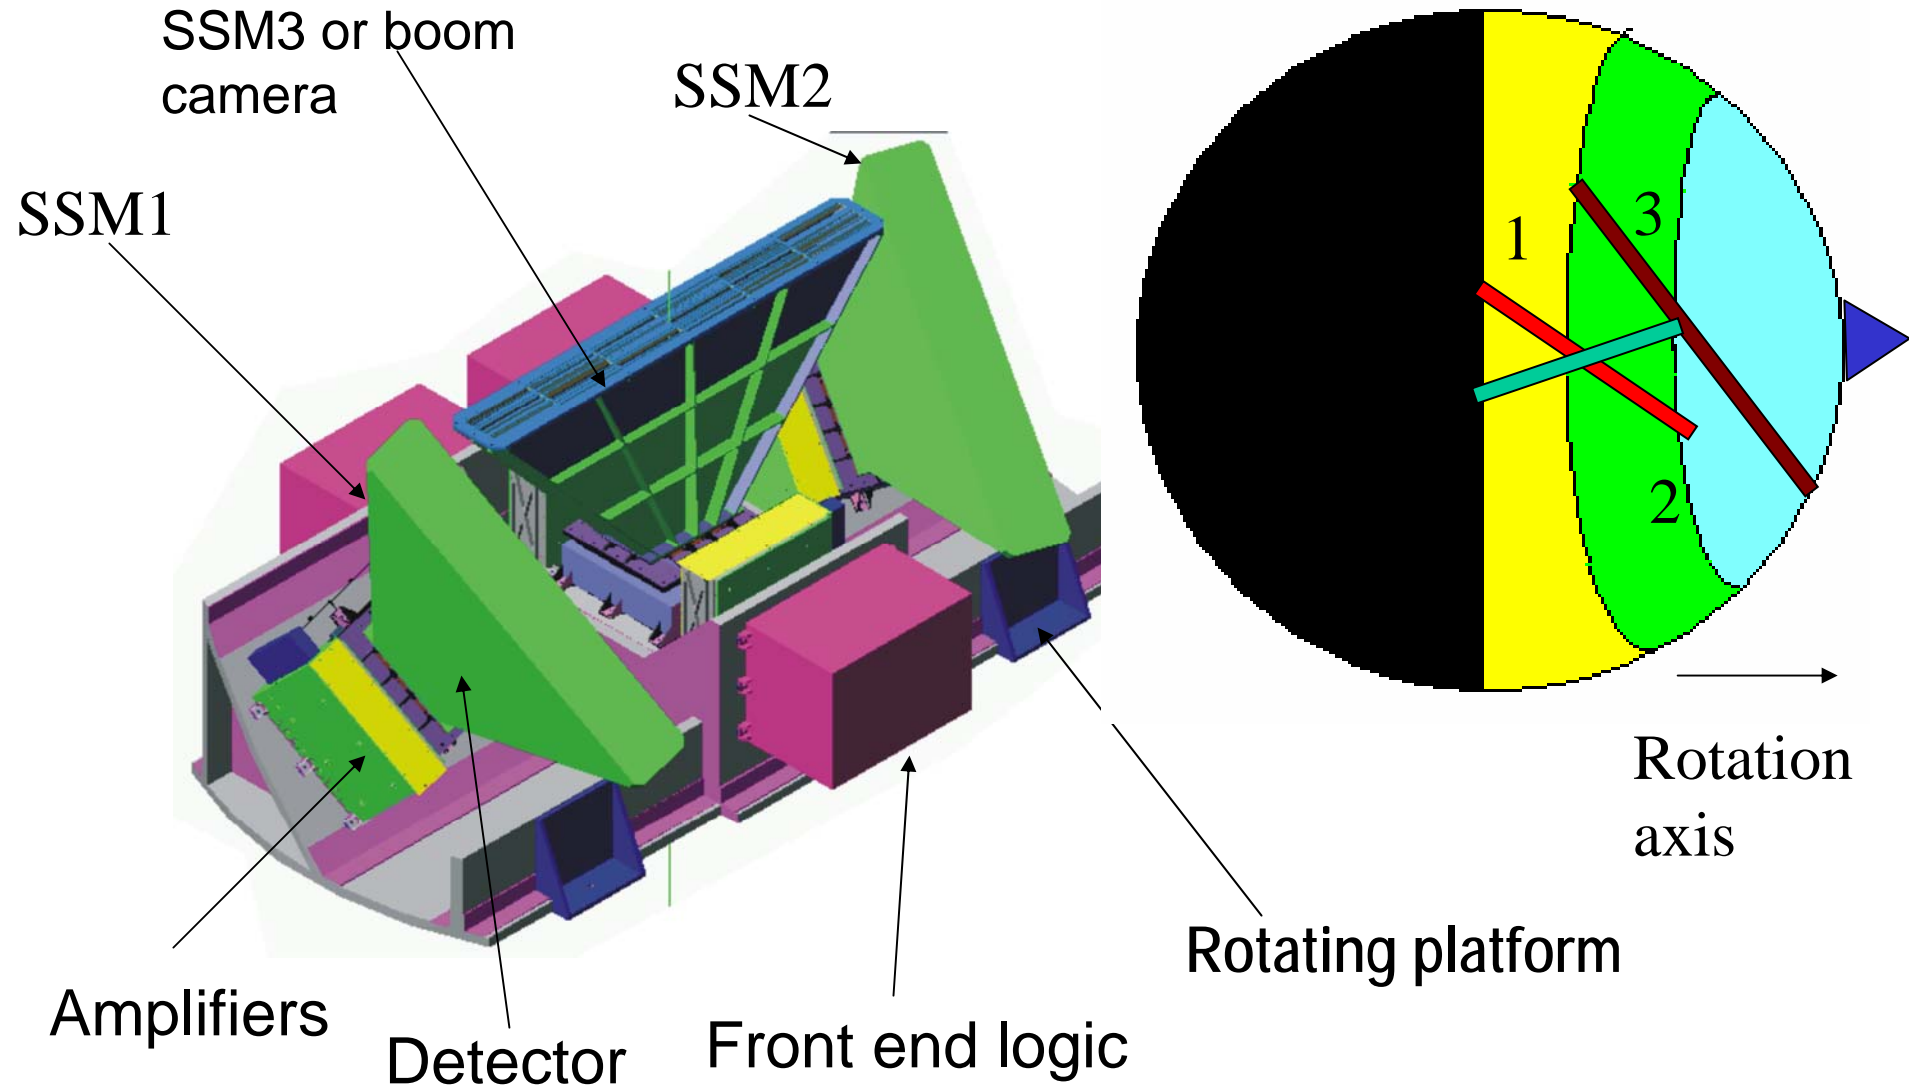 SSM3 or boom
camera
SSM2
SSM1
1
3
2
Rotation
axis
Rotating platform
Amplifiers
Detector
Front end logic